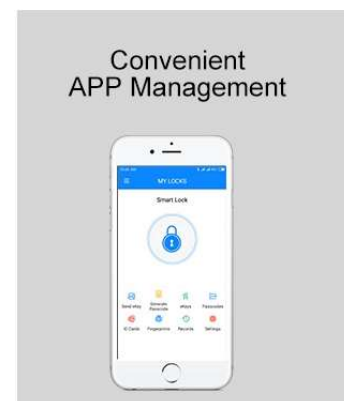 Convenient
APP Management
MY LOCKS
Smart Lock
Send eKey
Generate
Passcode
eKeys
Passcodes
IC Cards
Fingerprints
Records
Settings